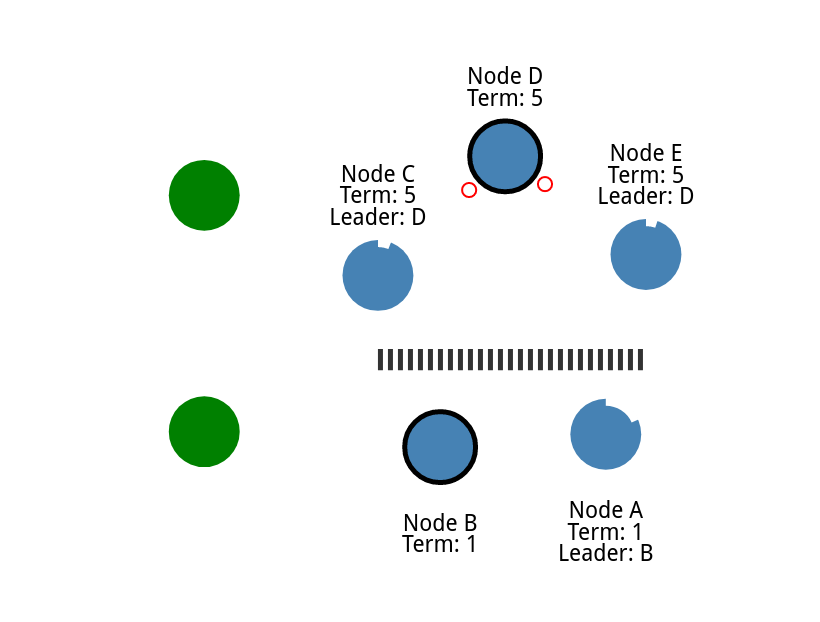 Node D
Term: 5
Node C
Term: 5
Leader: D
Node E
Term: 5
Leader: D
Node B
Term: 1
Node A
Term: 1
Leader: B